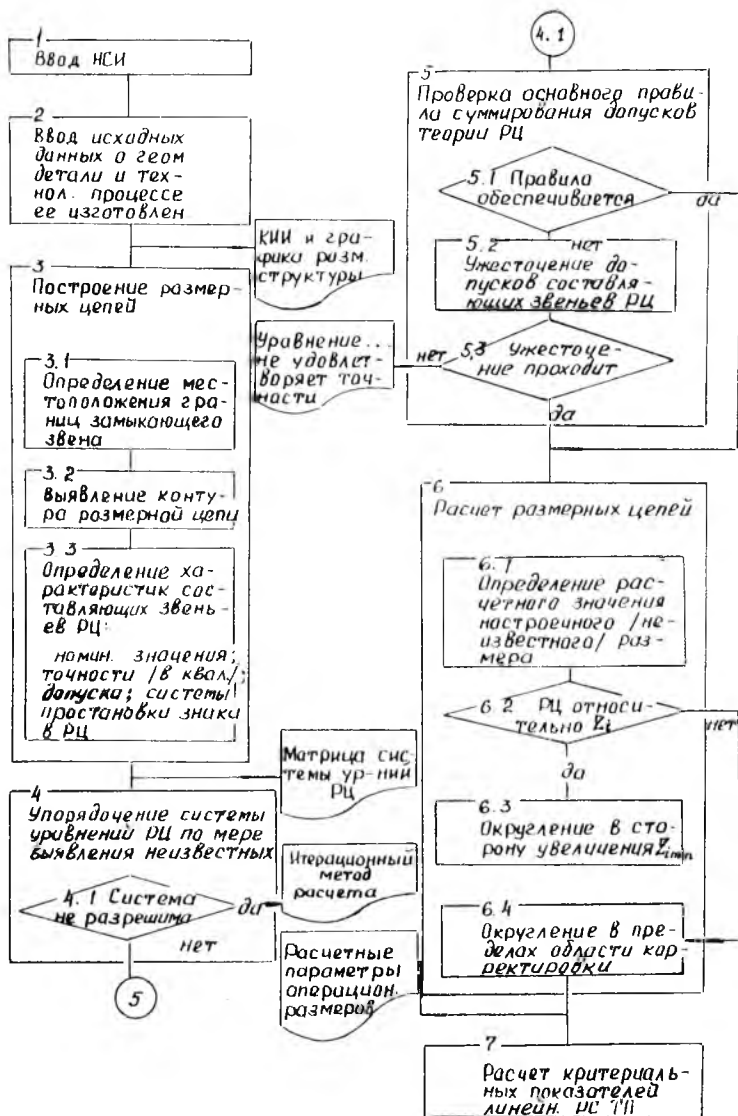 1
Ввод НСИ
2
Ввод исхадных
данных о геом
детали и тех-
нол. процессе
ее изготовлен
КИИ и гра-
фика разм.
структуры
3
Построение размер-
ных цепей
3.1
Определение мес-
тоположения гра-
ниц замыкающего
звена
3.2
Выявление конту-
ра розмерной цепи
3.3
Определение ха-
рактеристик сос-
тавляющих звень-
ев РЦ:
номин. значения;
точности /в квал./;
допуска; системы
простановки знаки
в РЦ
Матрица сис-
темы ур-ний
РЦ
4
Упорядочение системы
уравнений РЦ по мере
выявления неизвестных
4.1 Система
не разрешима
да
нет
5
Итерационный
метод
расчета
Расчетные
параметры
операцион.
размеров
4.1
5
Проверка основного прави-
ла суммирования допусков
теории РЦ
5.1 Правила
обеспечивается
да
5.2
нет
Ужесточение до-
пусков составля-
ющих звеньев РЦ
5.3 Ужесточе-
ние проходит
нет
да
Уравнение...
не удовлет-
воряет точ-
ности
6
Расчет размерных цепей
6.1
Определение рас-
четного значения
настроечного /не-
известного/ раз-
мера
6.2 РЦ относи-
тельно Zi
нет
да
6.3
Округление в сто-
рону увеличения Zimin
6.4
Округление в пре-
делах области кор-
ректировки
7
Расчет критериаль-
ных показателей
линейн. РС ТП